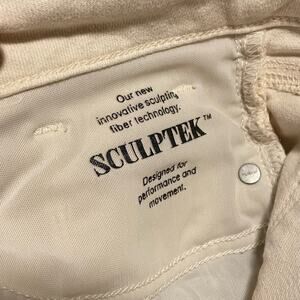 Our new
innovative sculpting
fiber technology.
SCULPTEK™
Designed for
performance and
movement.